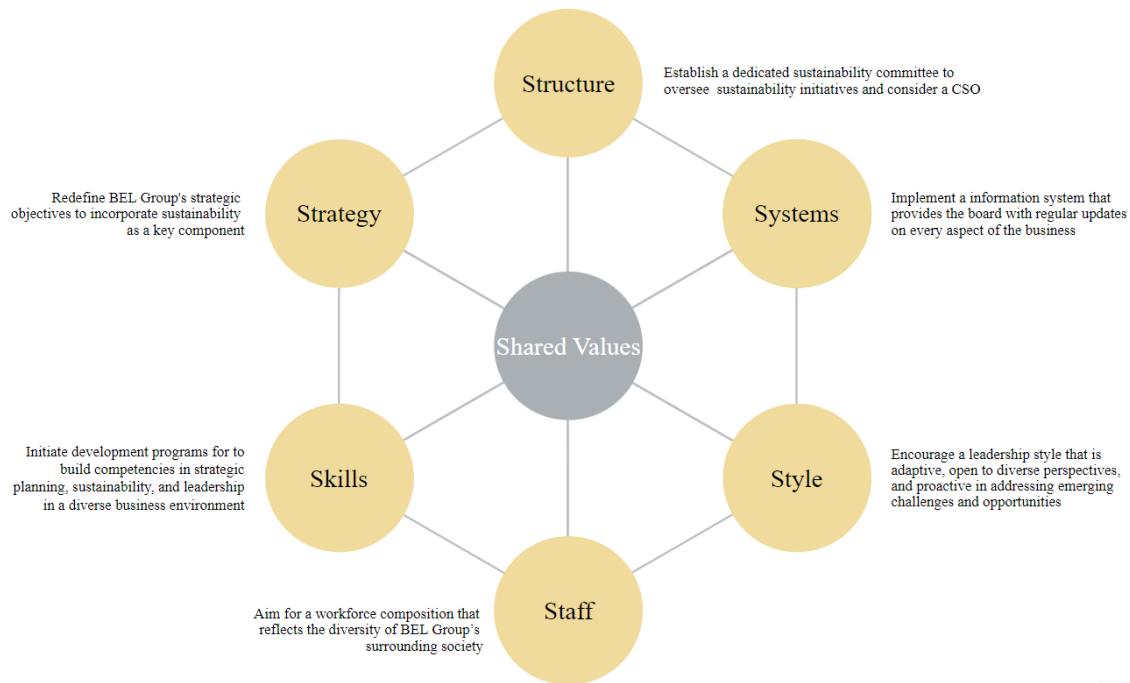 Structure
Establish a dedicated sustainability committee to
oversee sustainability initiatives and consider a CSO
Redefine BEL Group's strategic
objectives to incorporate sustainability
as a key component
Strategy
Systems
Implement a information system that
provides the board with regular updates
on every aspect of the business
Shared Values
Initiate development programs for to
build competencies in strategic
planning, sustainability, and leadership
in a diverse business environment
Skills
Style
Encourage a leadership style that is
adaptive, open to diverse perspectives,
and proactive in addressing emerging
challenges and opportunities
Aim for a workforce composition that
reflects the diversity of BEL Group’s
surrounding society
Staff